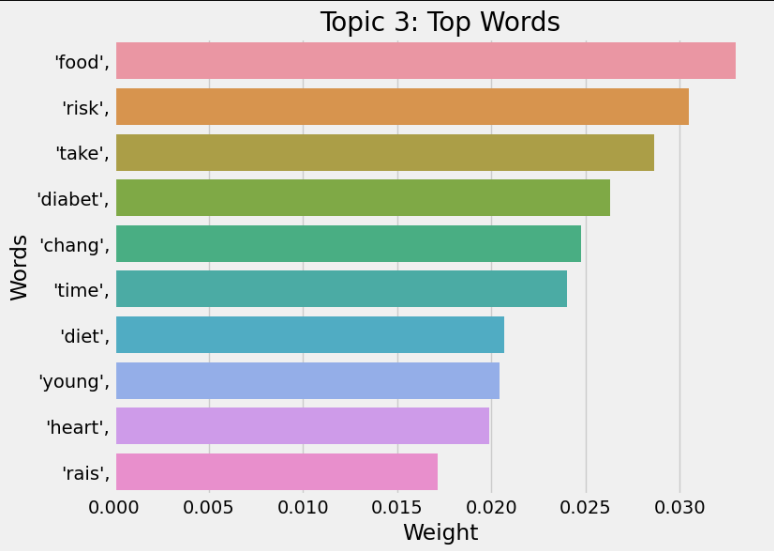 Topic 3: Top Words
'food',
'risk',
'take',
'diabet',
'chang',
'time',
'diet',
'young',
'heart',
'rais',
Words
0.000 0.005 0.010 0.015 0.020 0.025 0.030
Weight